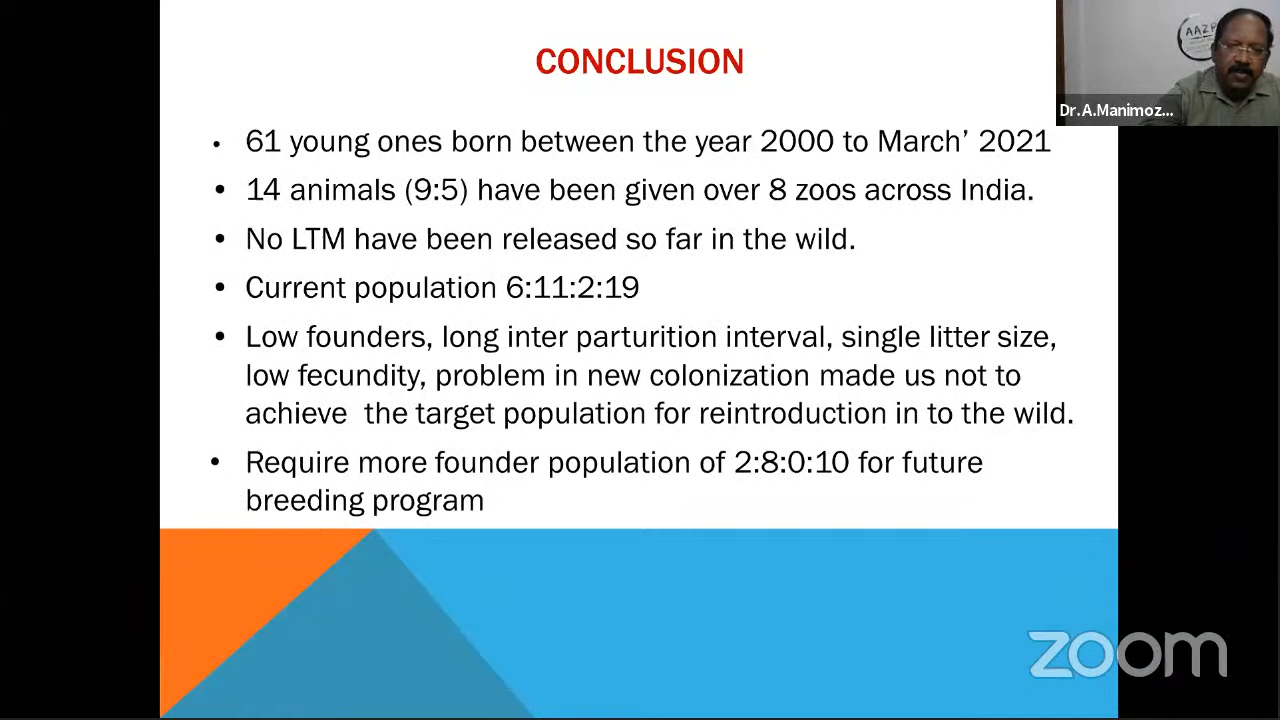 CONCLUSION
AAZP
Dr.A.Manimoz...
• 61 young ones born between the year 2000 to March’ 2021
• 14 animals (9:5) have been given over 8 zoos across India.
• No LTM have been released so far in the wild.
• Current population 6:11:2:19
• Low founders, long inter parturition interval, single litter size,
low fecundity, problem in new colonization made us not to
achieve the target population for reintroduction in to the wild.
• Require more founder population of 2:8:0:10 for future
breeding program
zoom